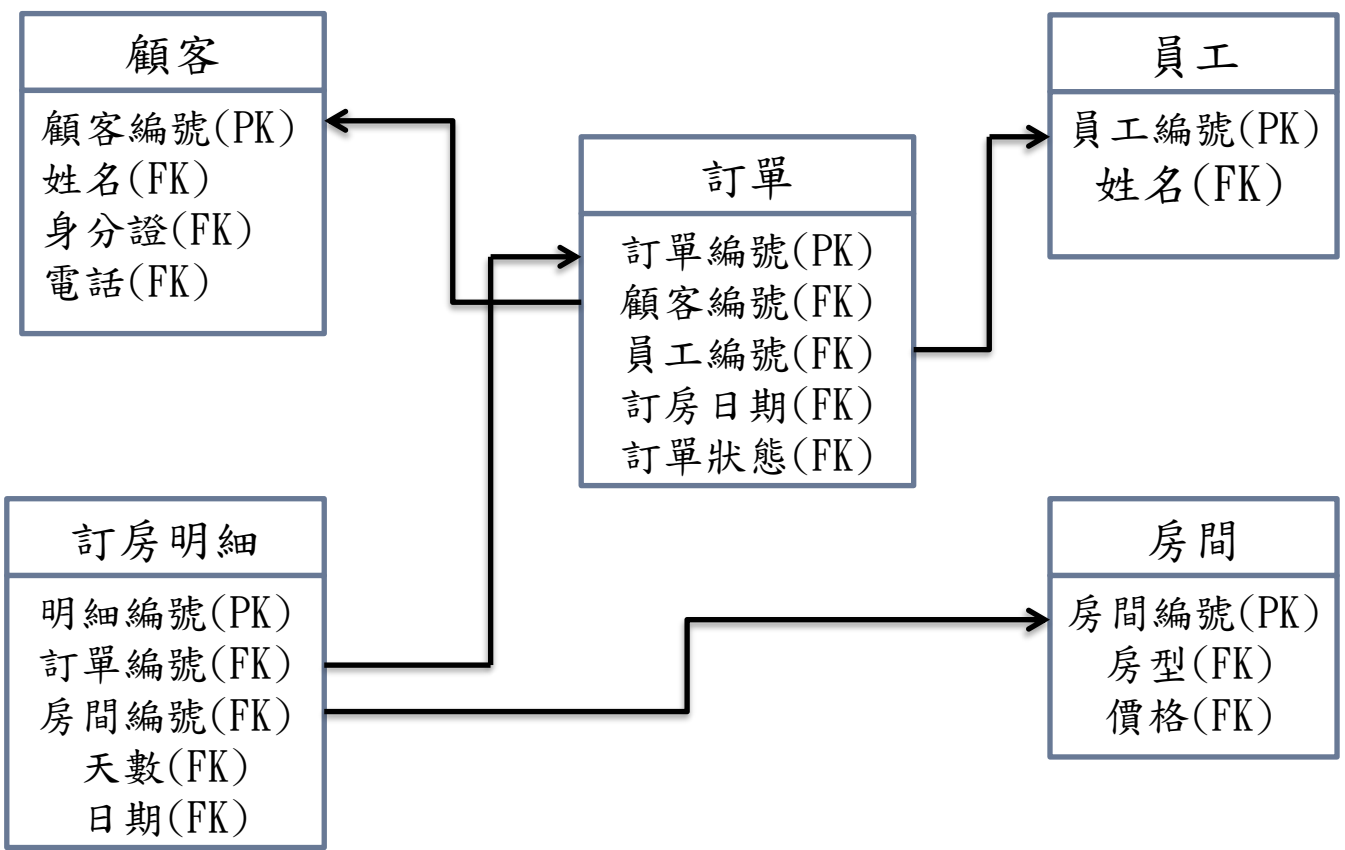 顧客
顧客編號(PK)
姓名(FK)
身分證(FK)
電話(FK)
員工
員工編號(PK)
姓名(FK)
訂單
訂單編號(PK)
顧客編號(FK)
員工編號(FK)
訂房日期(FK)
訂單狀態(FK)
訂房明細
明細編號(PK)
訂單編號(FK)
房間編號(FK)
天數(FK)
日期(FK)
房間
房間編號(PK)
房型(FK)
價格(FK)